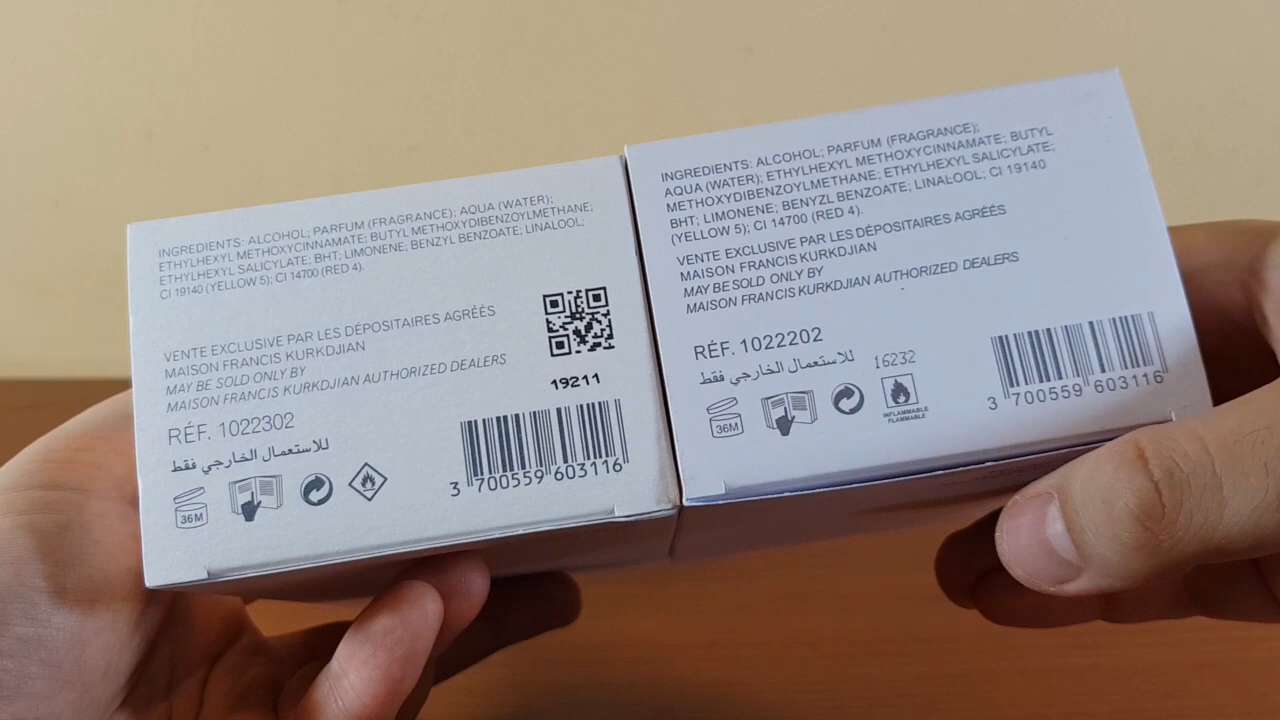 INGREDIENTS: ALCOHOL; PARFUM (FRAGRANCE); AQUA (WATER);
ETHYLHEXYL METHOXYCINNAMATE; BUTYL METHOXYDIBENZOYLMETHANE;
ETHYLHEXYL SALICYLATE; BHT; LIMONENE; BENZYL BENZOATE; LINALOOL;
CI 19140 (YELLOW 5); CI 14700 (RED 4).
VENTE EXCLUSIVE PAR LES DÉPOSITAIRES AGRÉÉS
MAISON FRANCIS KURKDJIAN
MAY BE SOLD ONLY BY
MAISON FRANCIS KURKDJIAN AUTHORIZED DEALERS
19211
RÉF. 1022302
للاستعمال الخارجي فقط
36M
3 700559 603116
INGREDIENTS: ALCOHOL; PARFUM (FRAGRANCE);
AQUA (WATER); ETHYLHEXYL METHOXYCINNAMATE; BUTYL
METHOXYDIBENZOYLMETHANE; ETHYLHEXYL SALICYLATE;
BHT; LIMONENE; BENYZL BENZOATE; LINALOOL; CI 19140
(YELLOW 5); CI 14700 (RED 4).
VENTE EXCLUSIVE PAR LES DÉPOSITAIRES AGRÉÉS
MAISON FRANCIS KURKDJIAN
MAY BE SOLD ONLY BY
MAISON FRANCIS KURKDJIAN AUTHORIZED DEALERS
RÉF. 1022202
للاستعمال الخارجي فقط
16232
36M
INFLAMMABLE
FLAMMABLE
3 700559 603116